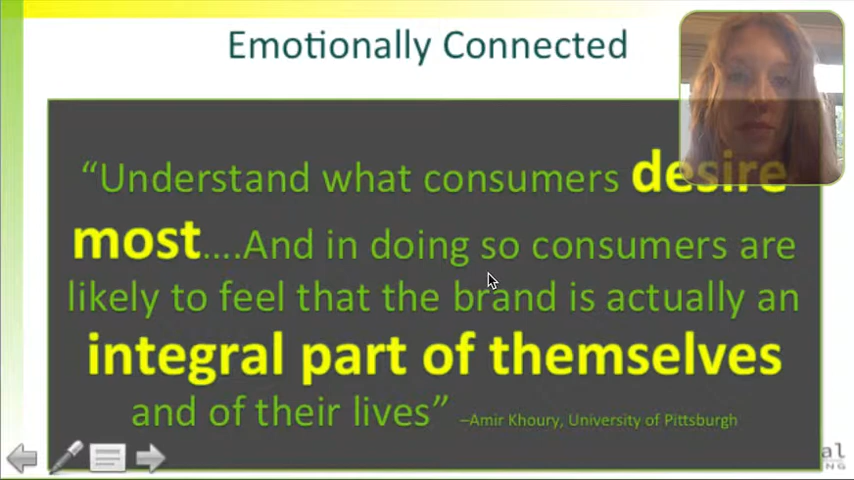 Emotionally Connected
“Understand what consumers desire
most….And in doing so consumers are
likely to feel that the brand is actually an
integral part of themselves
and of their lives” –Amir Khoury, University of Pittsburgh